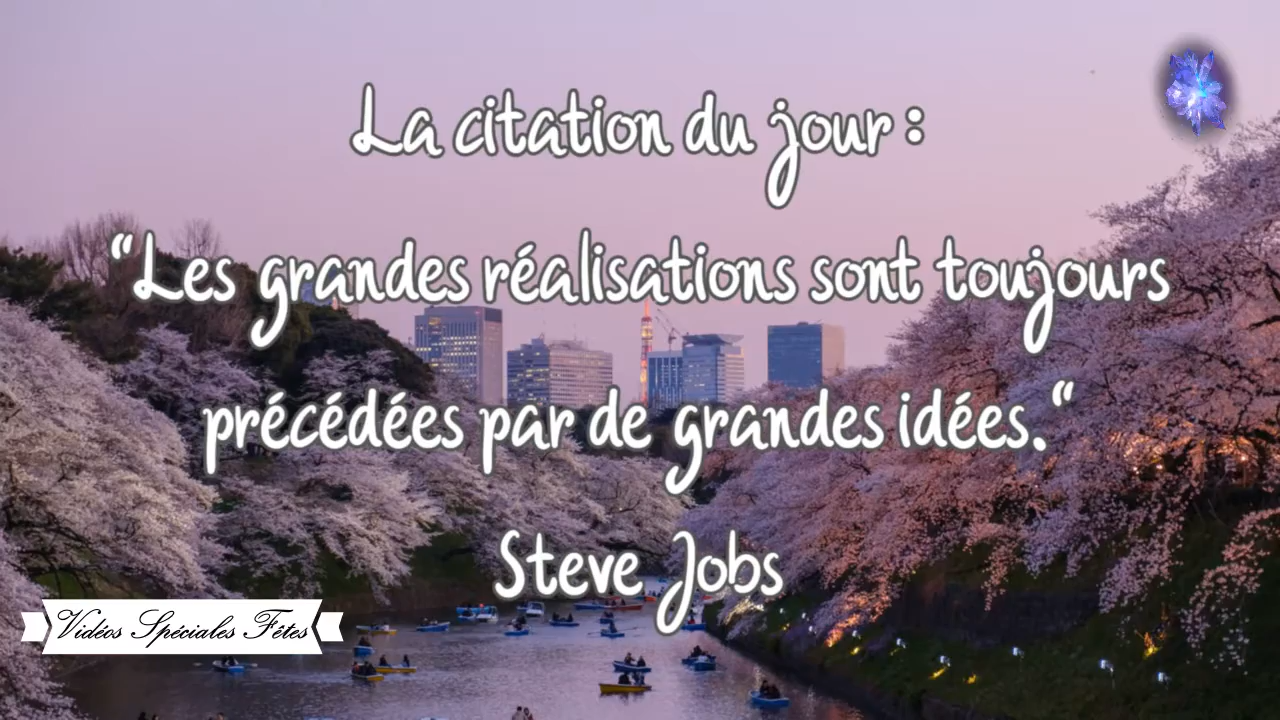 La citation du jour :
“Les grandes réalisations sont toujours
précédées par de grandes idées.“
Steve Jobs
Vidéos Spéciales Fêtes